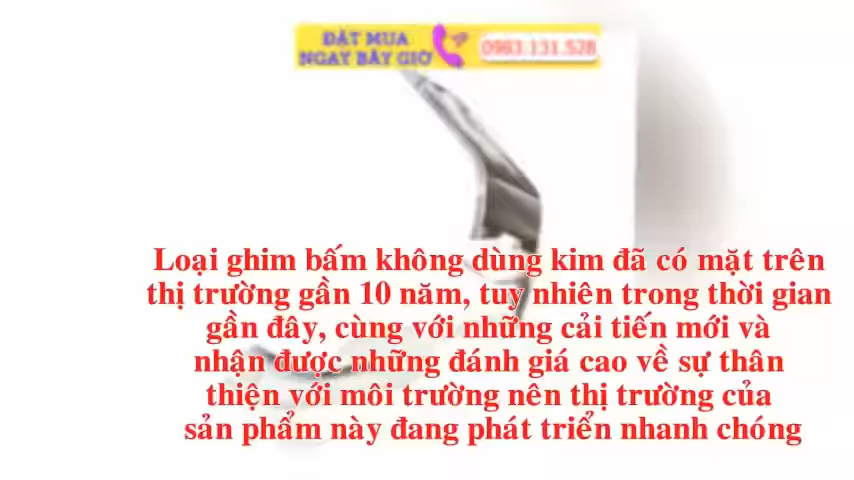 ĐẶT MUA
NGAY BÂY GIỜ
0983.131.528
Loại ghim bấm không dùng kim đã có mặt trên
thị trường gần 10 năm, tuy nhiên trong thời gian
gần đây, cùng với những cải tiến mới và
nhận được những đánh giá cao về sự thân
thiện với môi trường nên thị trường của
sản phẩm này đang phát triển nhanh chóng